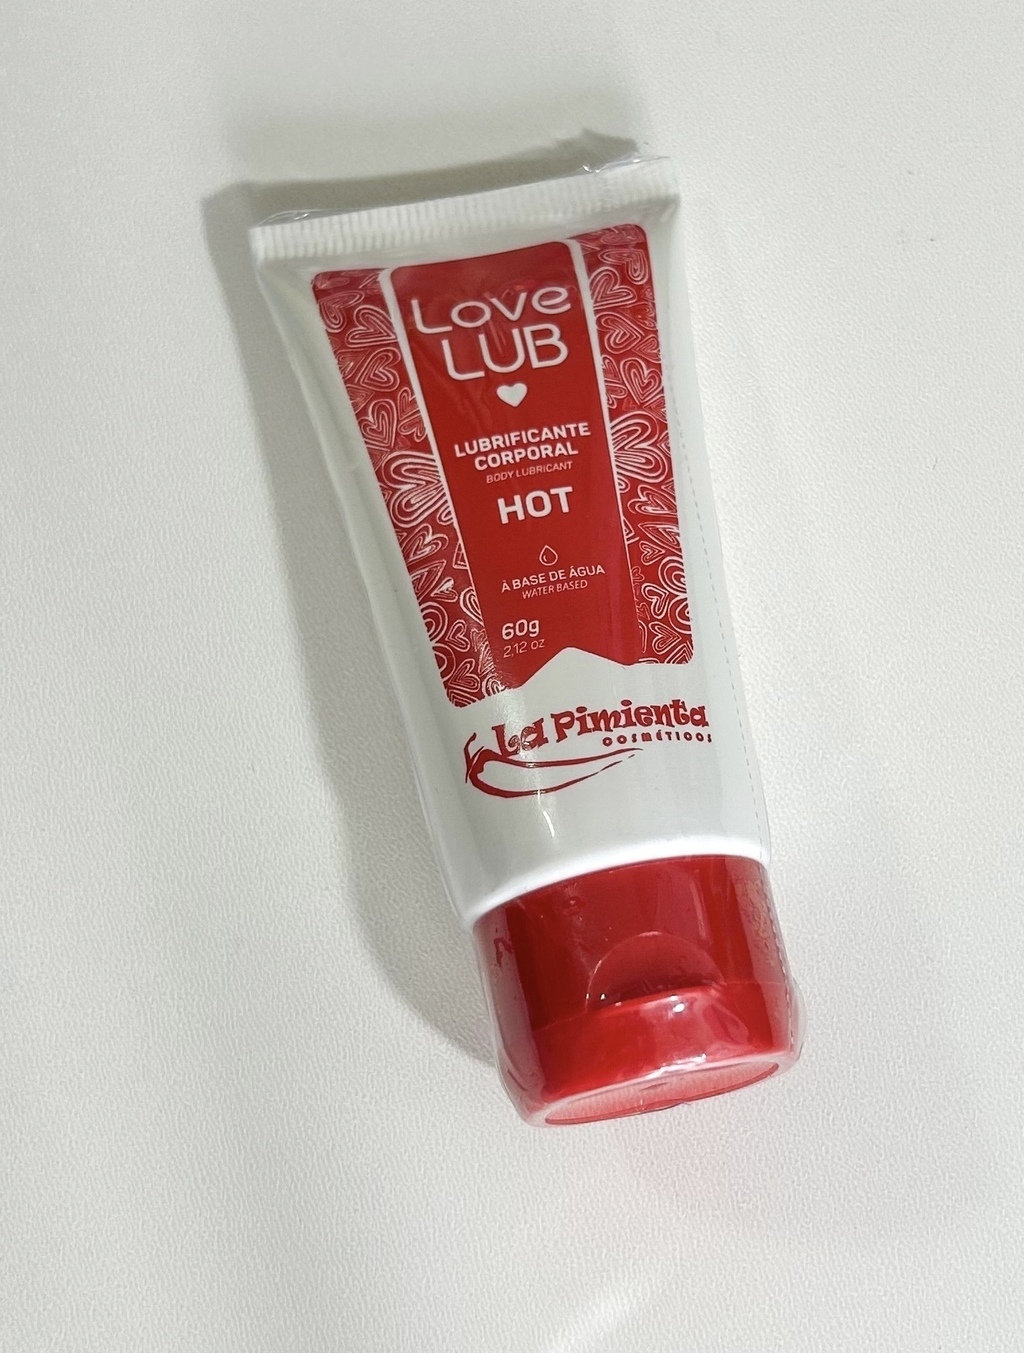 Love
LUB
LUBRIFICANTE
CORPORAL
BODY LUBRICANT
HOT
À BASE DE ÁGUA
WATER BASED
60g
2,12 oz
La Pimienta
COSMÉTICOS